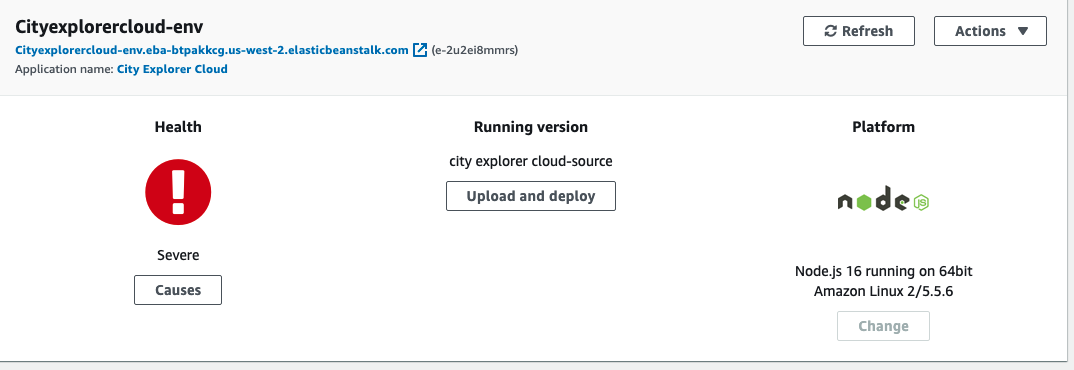 Cityexplorercloud-env
Cityexplorercloud-env.eba-btpakkcg.us-west-2.elasticbeanstalk.com (e-2u2ei8mmrs)
Application name: City Explorer Cloud
Refresh
Actions
Health
Running version
Platform
city explorer cloud-source
Upload and deploy
node
JS
Severe
Causes
Node.js 16 running on 64bit
Amazon Linux 2/5.5.6
Change